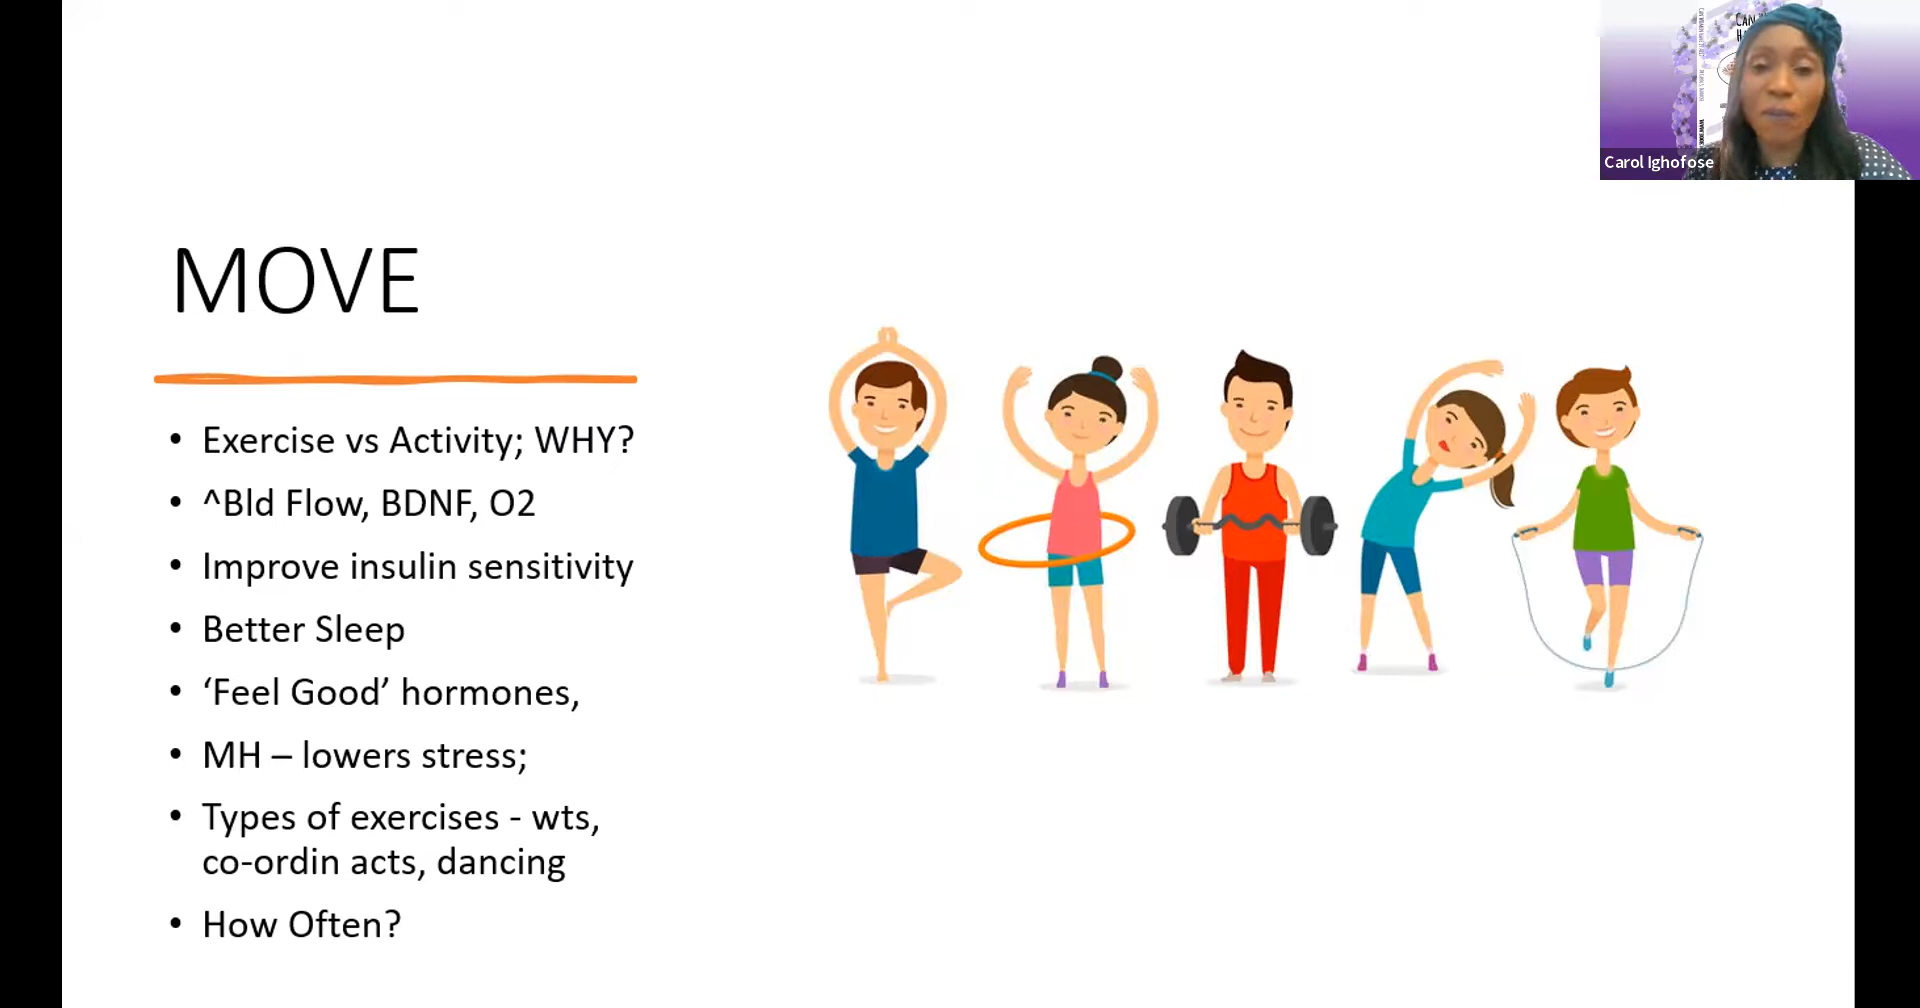 MOVE
• Exercise vs Activity; WHY?
• ^Bld Flow, BDNF, O2
• Improve insulin sensitivity
• Better Sleep
• ‘Feel Good’ hormones,
• MH – lowers stress;
• Types of exercises - wts,
co-ordin acts, dancing
• How Often?
Carol Ighofose